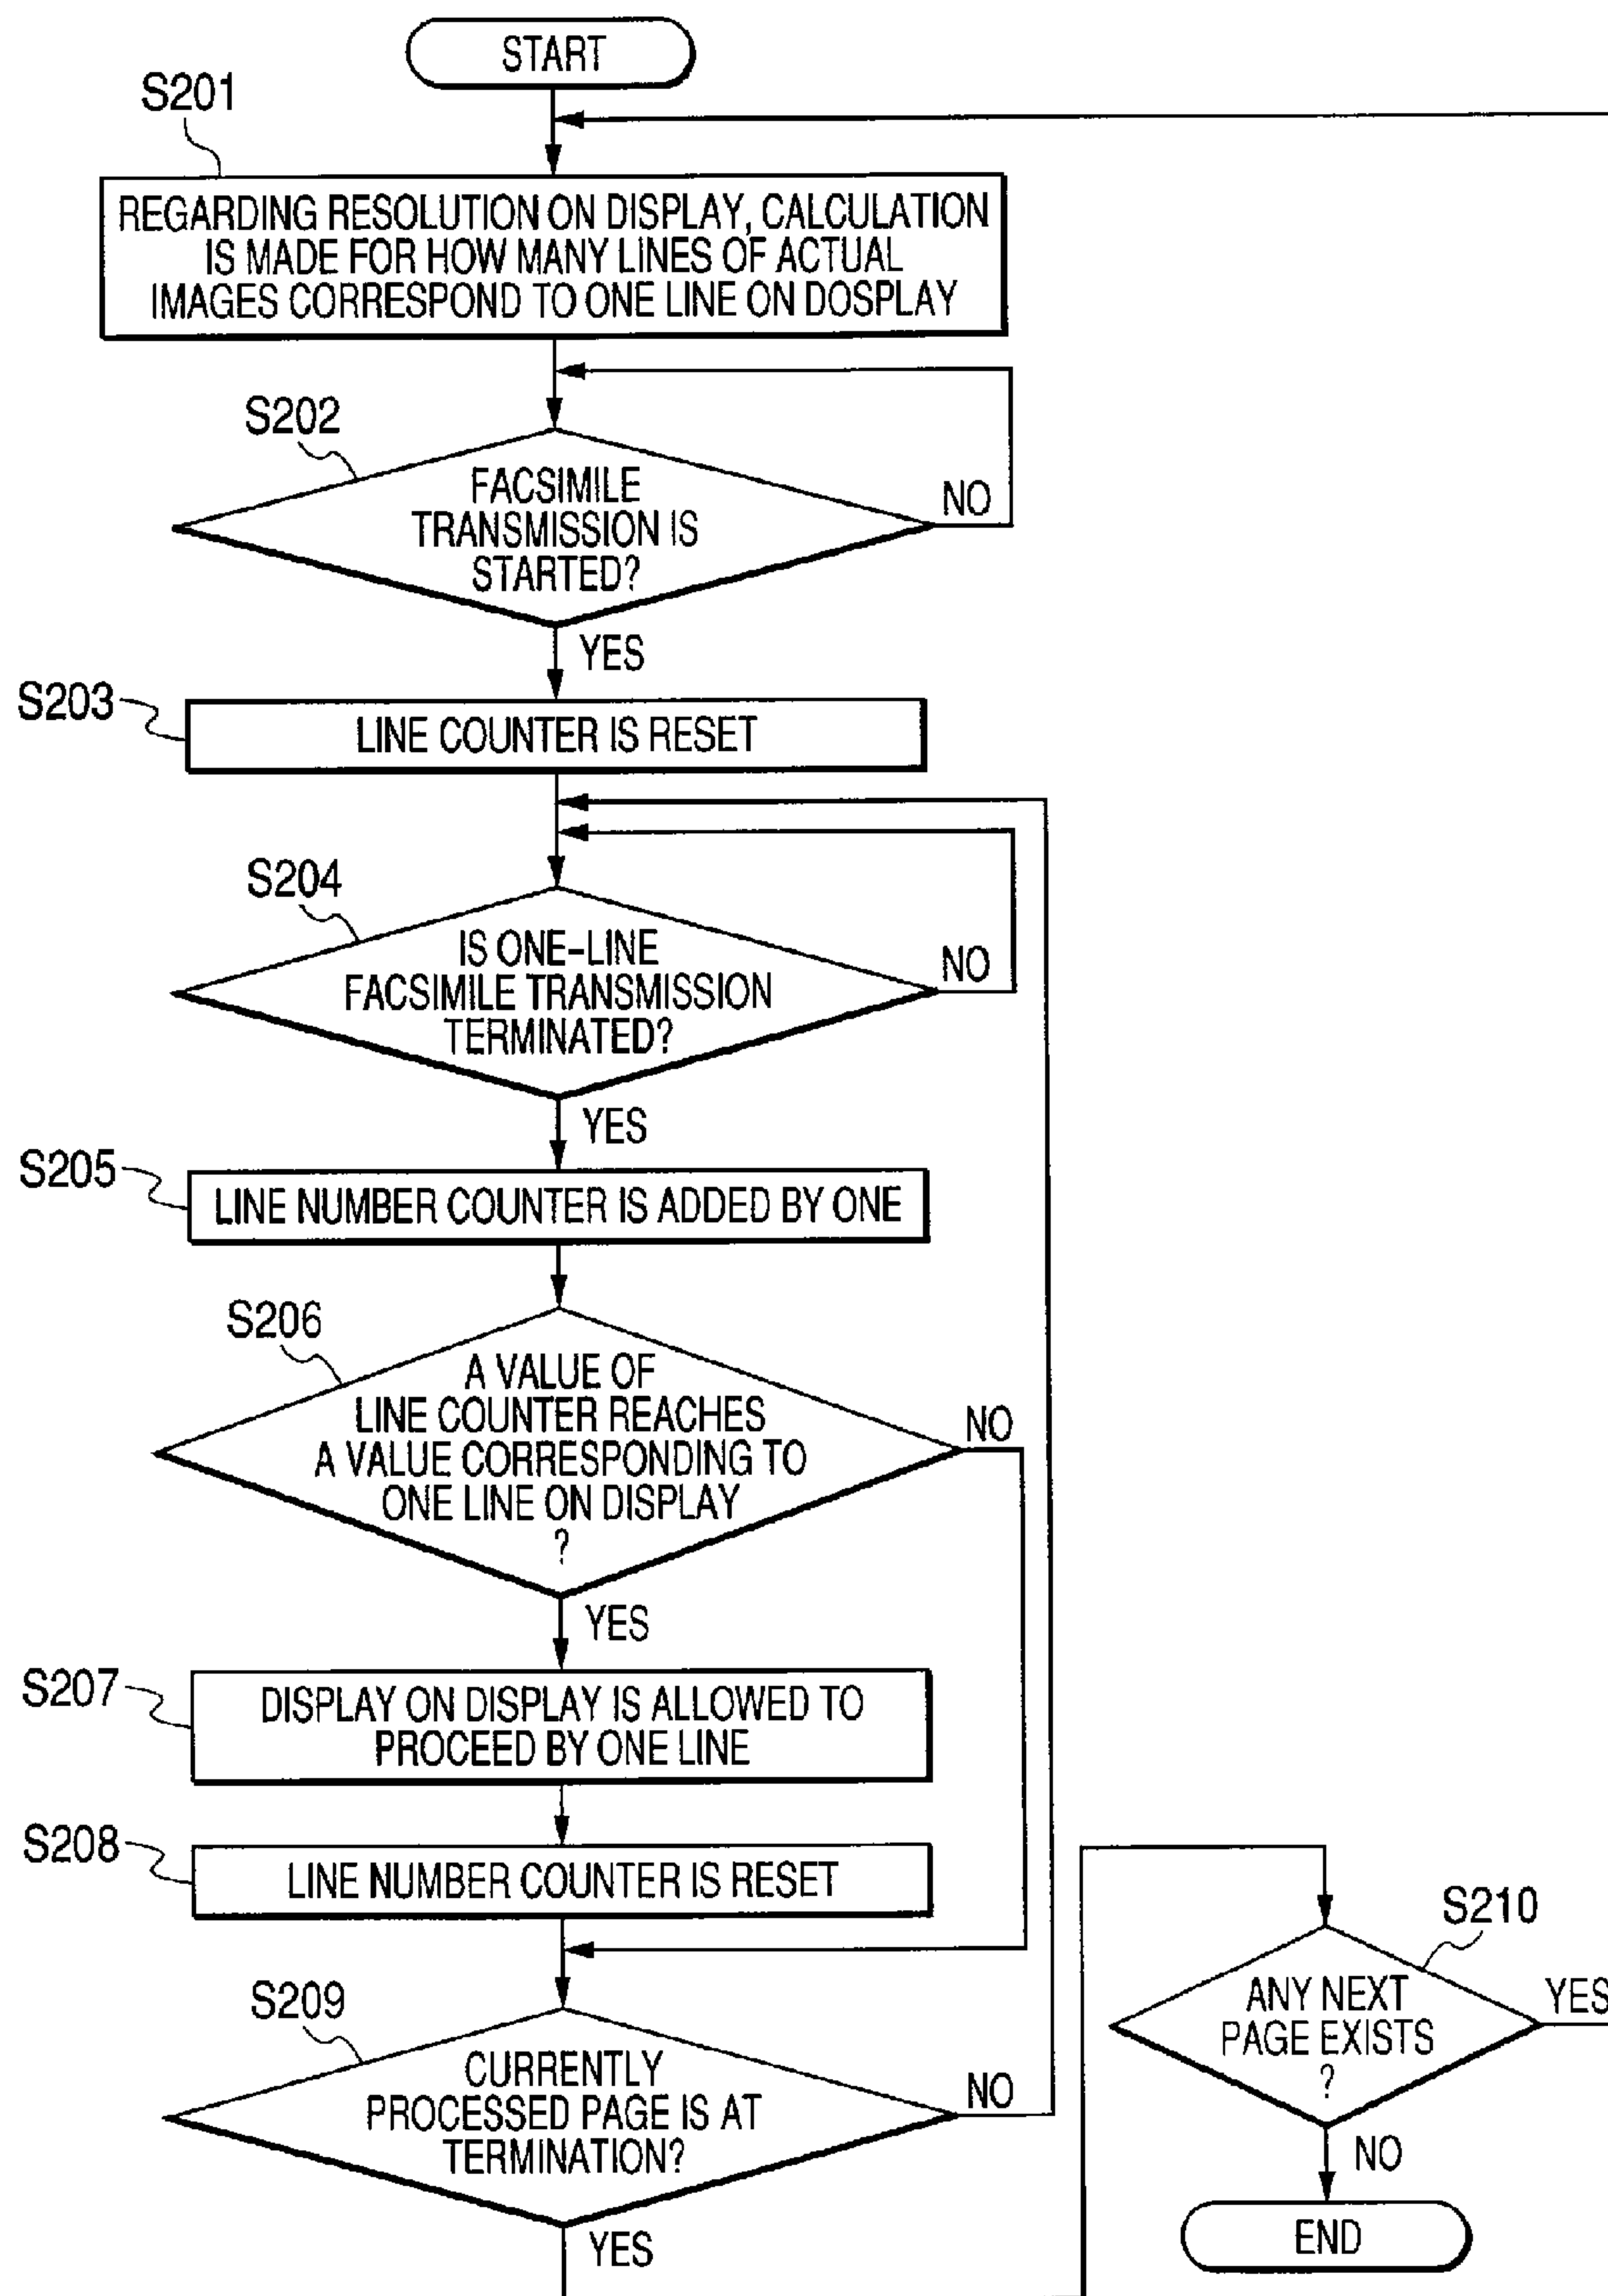 START
S201
REGARDING RESOLUTION ON DISPLAY, CALCULATION
IS MADE FOR HOW MANY LINES OF ACTUAL
IMAGES CORRESPOND TO ONE LINE ON DOSPLAY
S202
FACSIMILE
TRANSMISSION IS
STARTED?
NO
YES
S203
LINE COUNTER IS RESET
S204
IS ONE-LINE
FACSIMILE TRANSMISSION
TERMINATED?
NO
YES
S205
LINE NUMBER COUNTER IS ADDED BY ONE
S206
A VALUE OF
LINE COUNTER REACHES
A VALUE CORRESPONDING TO
ONE LINE ON DISPLAY
?
NO
YES
S207
DISPLAY ON DISPLAY IS ALLOWED TO
PROCEED BY ONE LINE
S208
LINE NUMBER COUNTER IS RESET
S209
CURRENTLY
PROCESSED PAGE IS AT
TERMINATION?
NO
YES
S210
ANY NEXT
PAGE EXISTS
?
YES
NO
END